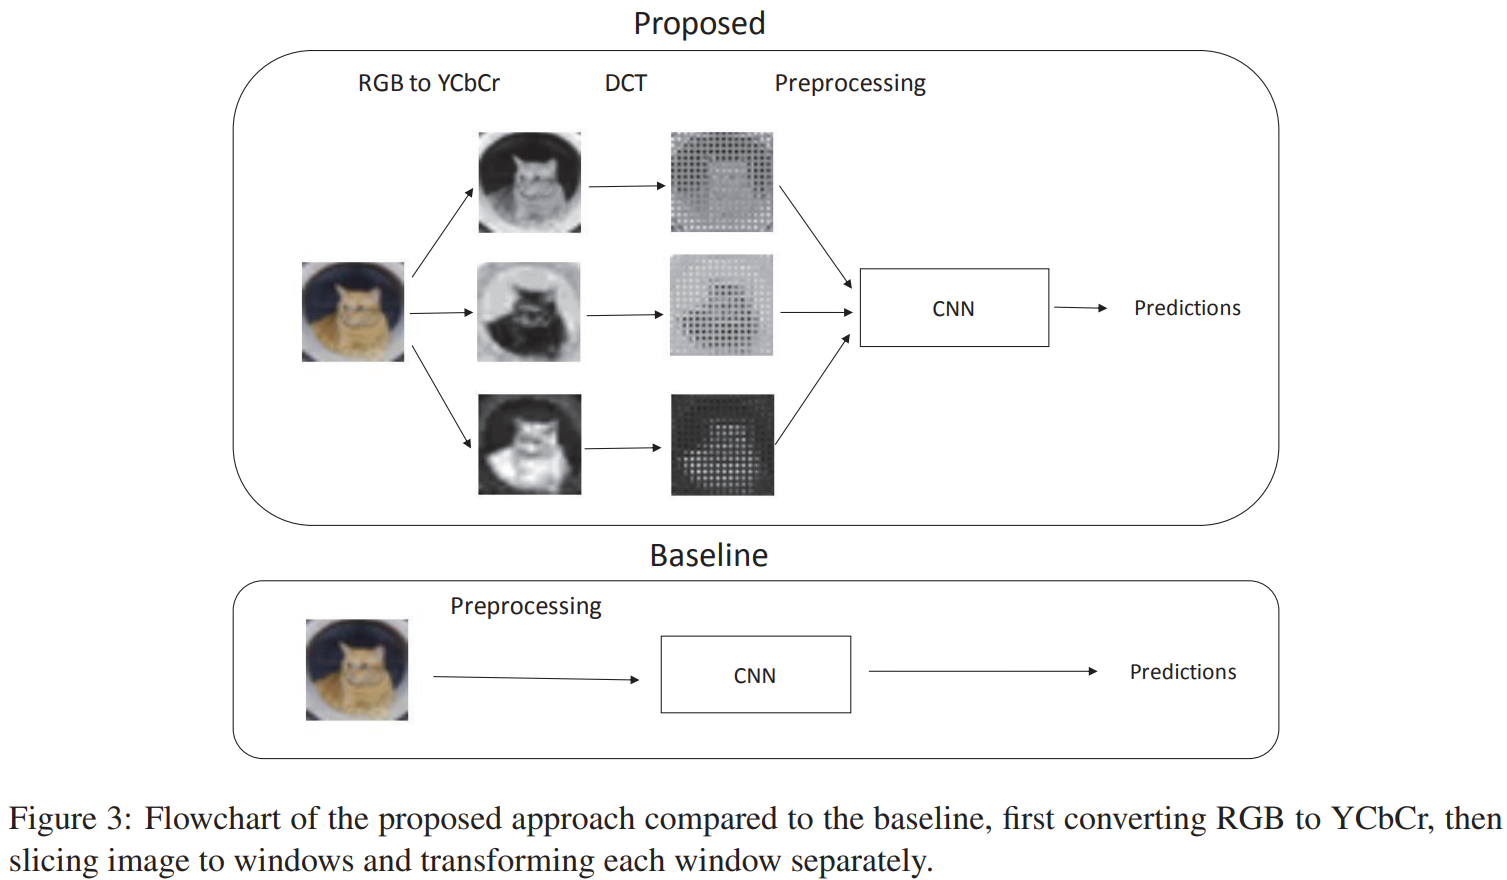 Proposed
RGB to YCbCr
DCT
Preprocessing
CNN
Predictions
Baseline
Preprocessing
CNN
Predictions
Figure 3: Flowchart of the proposed approach compared to the baseline, first converting RGB to YCbCr, then
slicing image to windows and transforming each window separately.